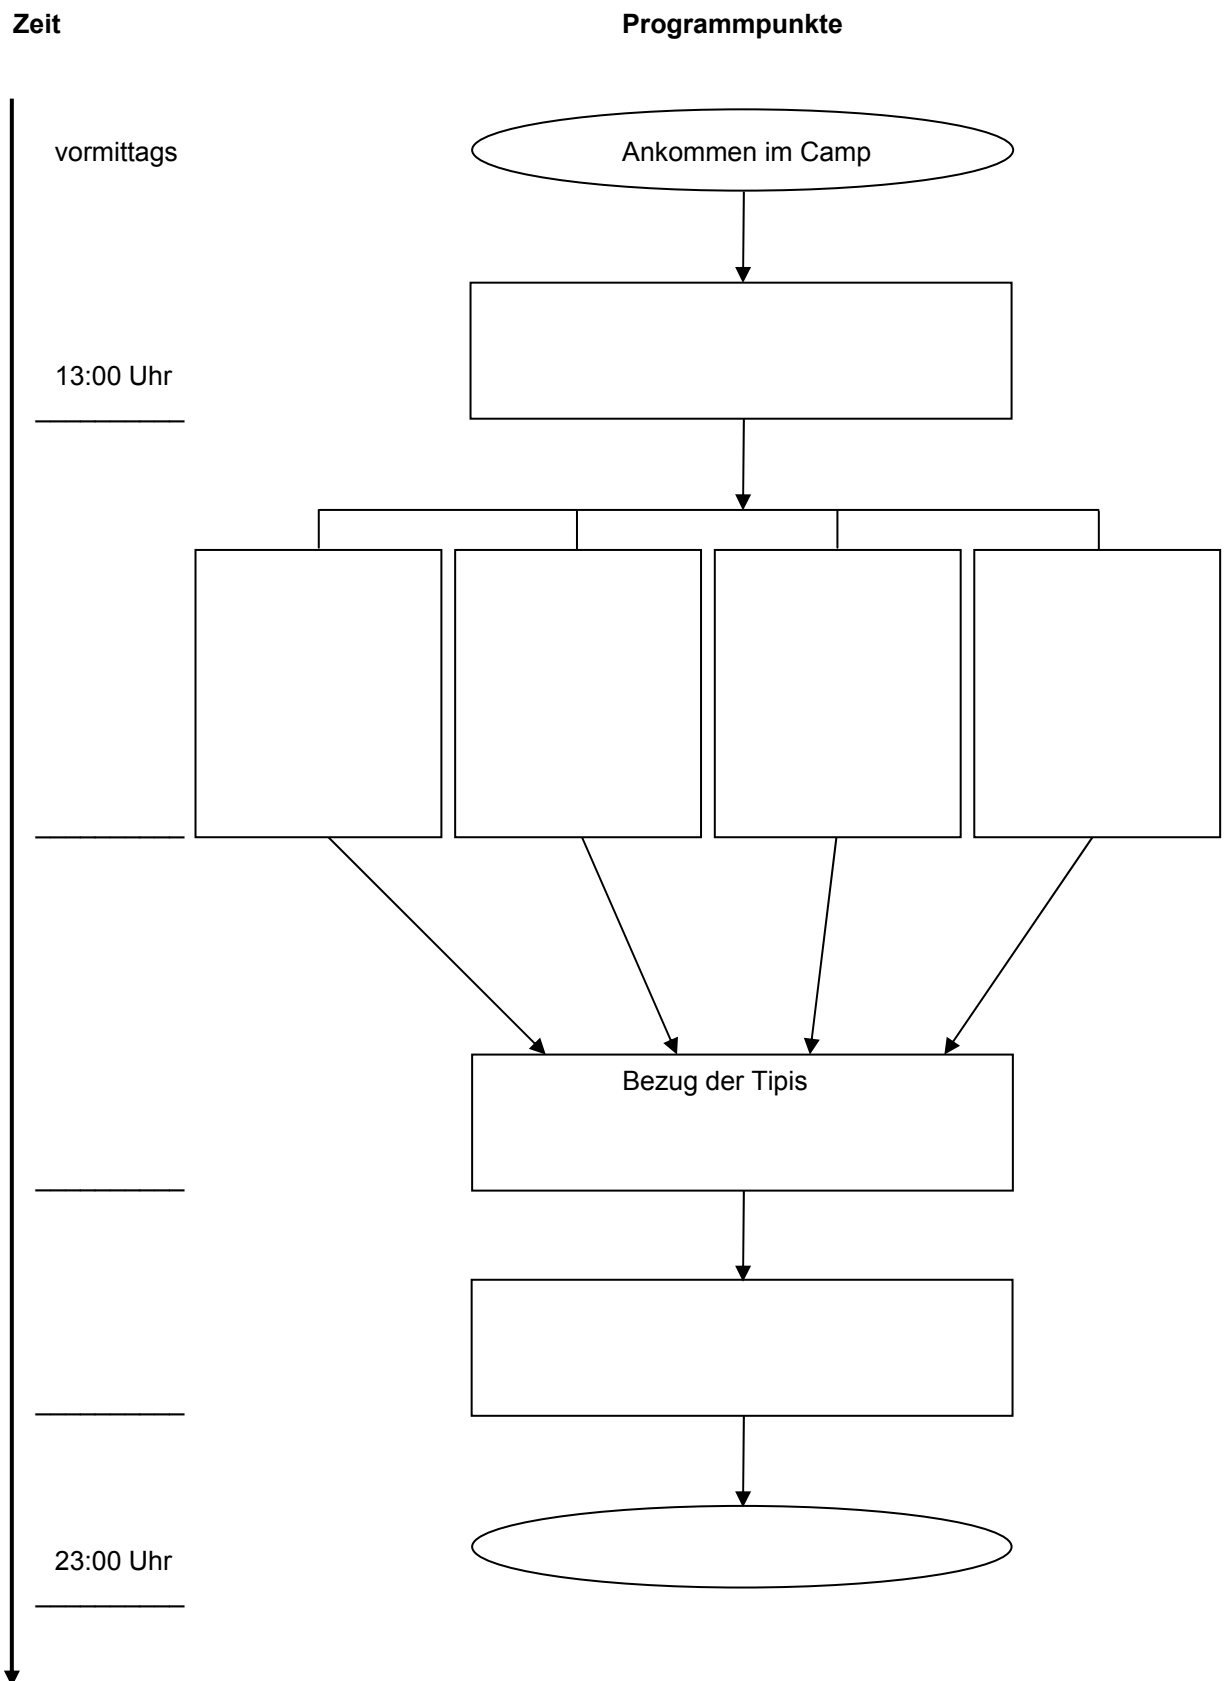 Zeit Programmpunkte
vormittags Ankommen im Camp
13:00 Uhr
Bezug der Tipis
23:00 Uhr